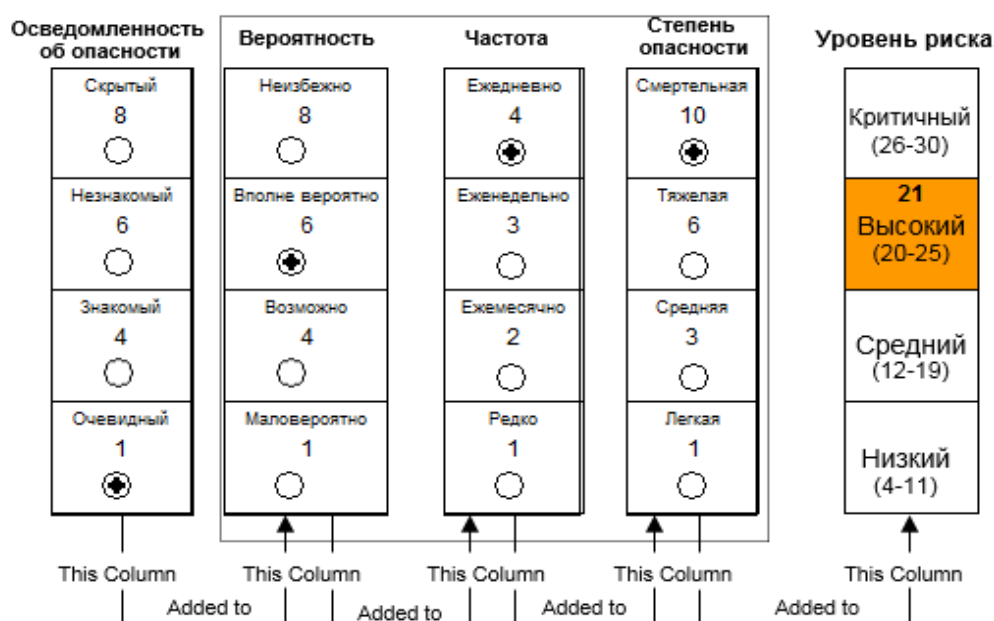 Осведомленность
об опасности
Скрытый
8
Незнакомый
6
Знакомый
4
Очевидный
1
Вероятность
Неизбежно
8
Вполне вероятно
6
Возможно
4
Маловероятно
1
Частота
Ежедневно
4
Еженедельно
3
Ежемесячно
2
Редко
1
Степень
опасности
Смертельная
10
Тяжелая
6
Средняя
3
Легкая
1
Уровень риска
Критичный
(26-30)
21
Высокий
(20-25)
Средний
(12-19)
Низкий
(4-11)
This Column
This Column
This Column
This Column
This Column
Added to
Added to
Added to
Added to